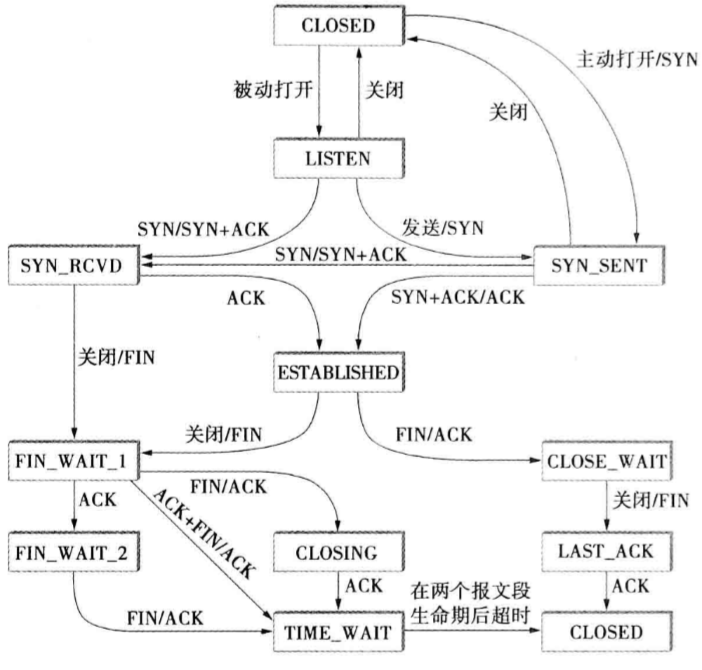 CLOSED
主动打开/SYN
被动打开
关闭
关闭
LISTEN
SYN/SYN+ACK
发送/SYN
SYN/SYN+ACK
SYN_RCVD
SYN_SENT
ACK
SYN+ACK/ACK
关闭/FIN
ESTABLISHED
关闭/FIN
FIN/ACK
FIN_WAIT_1
CLOSE_WAIT
FIN/ACK
ACK
ACK+FIN/ACK
关闭/FIN
FIN_WAIT_2
CLOSING
LAST_ACK
ACK
在两个报文段
生命期后超时
ACK
FIN/ACK
TIME_WAIT
CLOSED